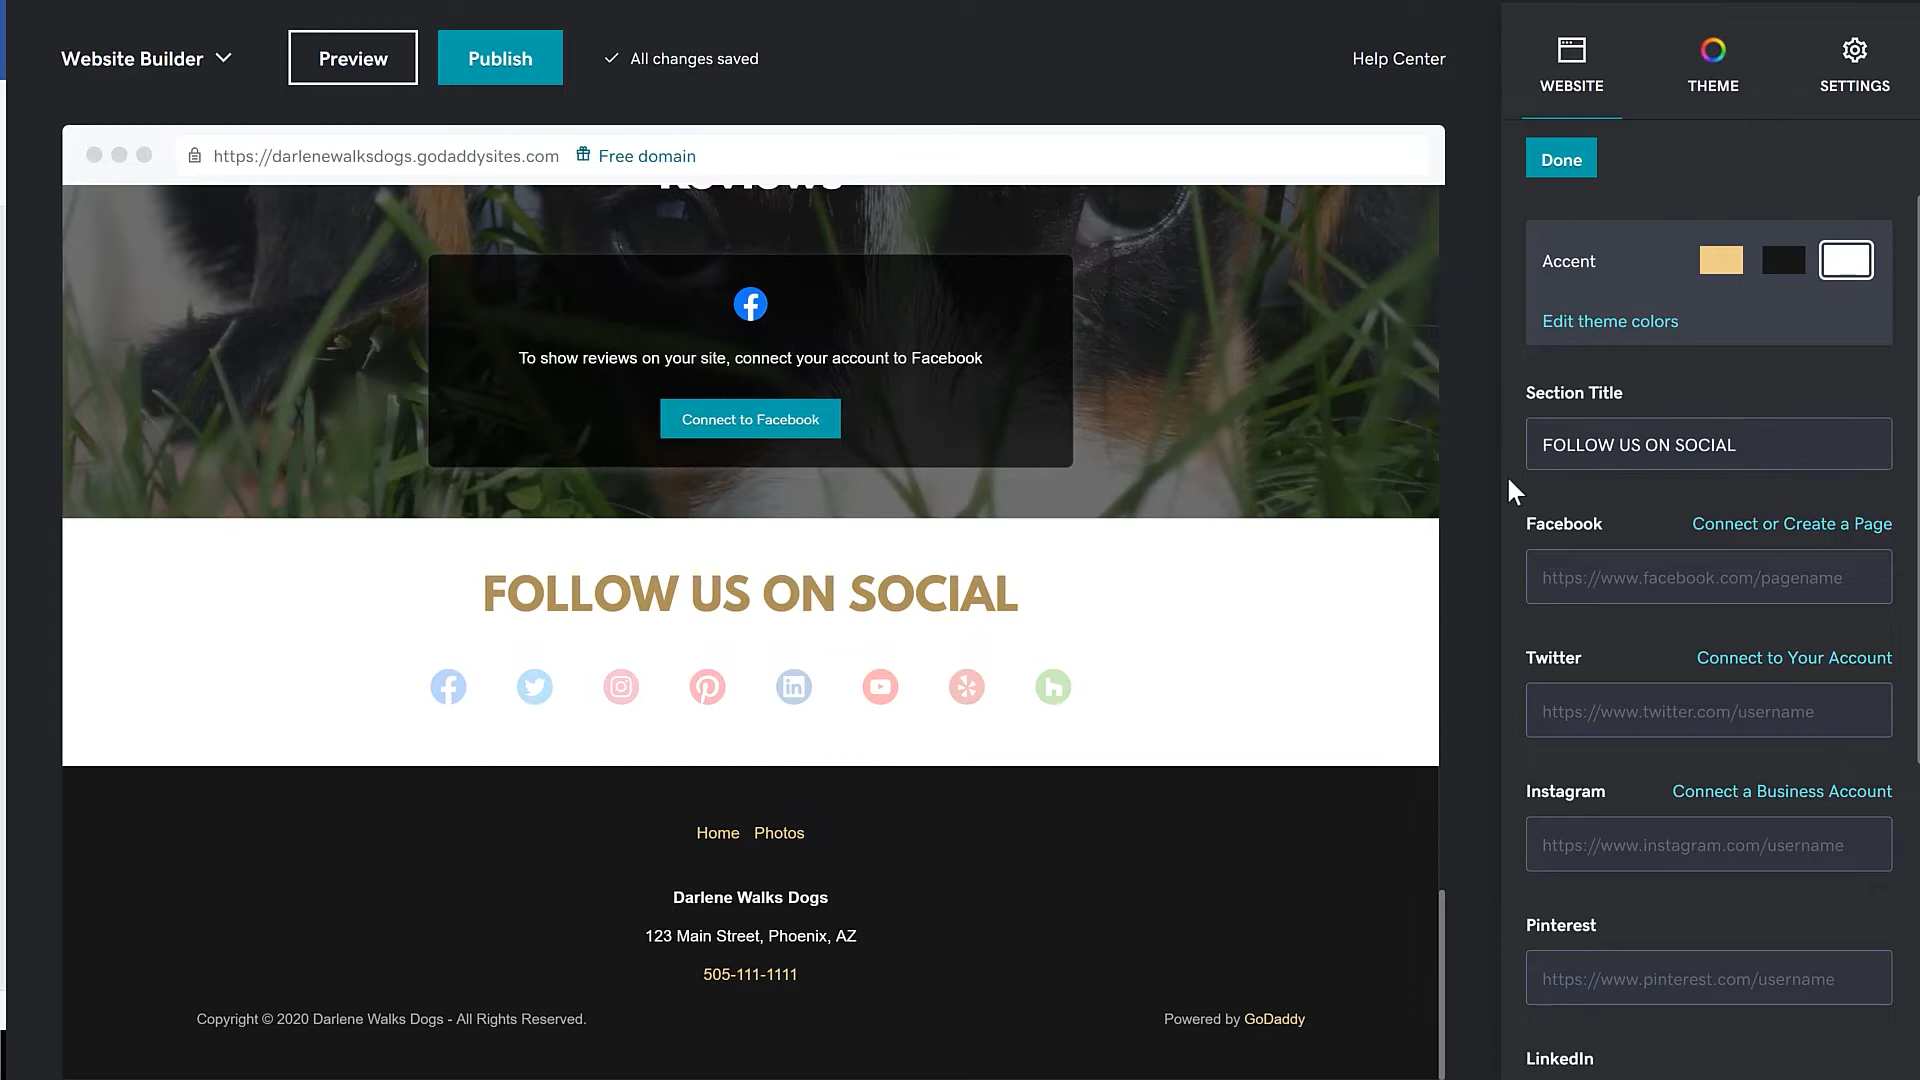 Website Builder
Preview
Publish
All changes saved
Help Center
WEBSITE
THEME
SETTINGS
https://darlenewalksdogs.godaddysites.com
Free domain
Reviews
To show reviews on your site, connect your account to Facebook
Connect to Facebook
FOLLOW US ON SOCIAL
Home Photos
Darlene Walks Dogs
123 Main Street, Phoenix, AZ
505-111-1111
Copyright © 2020 Darlene Walks Dogs - All Rights Reserved.
Powered by GoDaddy
Done
Accent
Edit theme colors
Section Title
FOLLOW US ON SOCIAL
Facebook
Connect or Create a Page
https://www.facebook.com/pagename
Twitter
Connect to Your Account
https://www.twitter.com/username
Instagram
Connect a Business Account
https://www.instagram.com/username
Pinterest
https://www.pinterest.com/username
LinkedIn